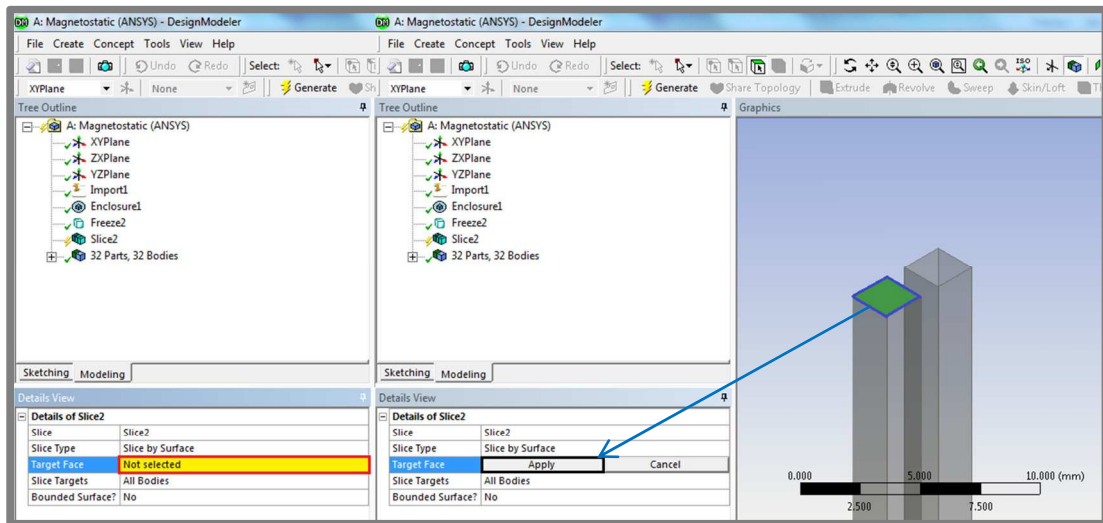 A: Magnetostatic (ANSYS) - DesignModeler
File Create Concept Tools View Help
Undo Redo Select:
XYPlane None Generate Sh
Tree Outline
A: Magnetostatic (ANSYS)
XYPlane
ZXPlane
YZPlane
Import1
Enclosure1
Freeze2
Slice2
32 Parts, 32 Bodies
Sketching Modeling
Details View
Details of Slice2
Slice Slice2
Slice Type Slice by Surface
Target Face Not selected
Slice Targets All Bodies
Bounded Surface? No
A: Magnetostatic (ANSYS) - DesignModeler
File Create Concept Tools View Help
Undo Redo Select: ISO
XYPlane None Generate Share Topology Extrude Revolve Sweep Skin/Loft Th
Tree Outline
A: Magnetostatic (ANSYS)
XYPlane
ZXPlane
YZPlane
Import1
Enclosure1
Freeze2
Slice2
32 Parts, 32 Bodies
Sketching Modeling
Details View
Details of Slice2
Slice Slice2
Slice Type Slice by Surface
Target Face Apply Cancel
Slice Targets All Bodies
Bounded Surface? No
Graphics
0.000 5.000 10.000 (mm)
2.500 7.500